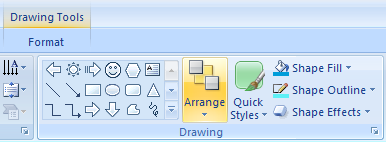 Drawing Tools
Format
Arrange
Quick
Styles
Shape Fill
Shape Outline
Shape Effects
Drawing